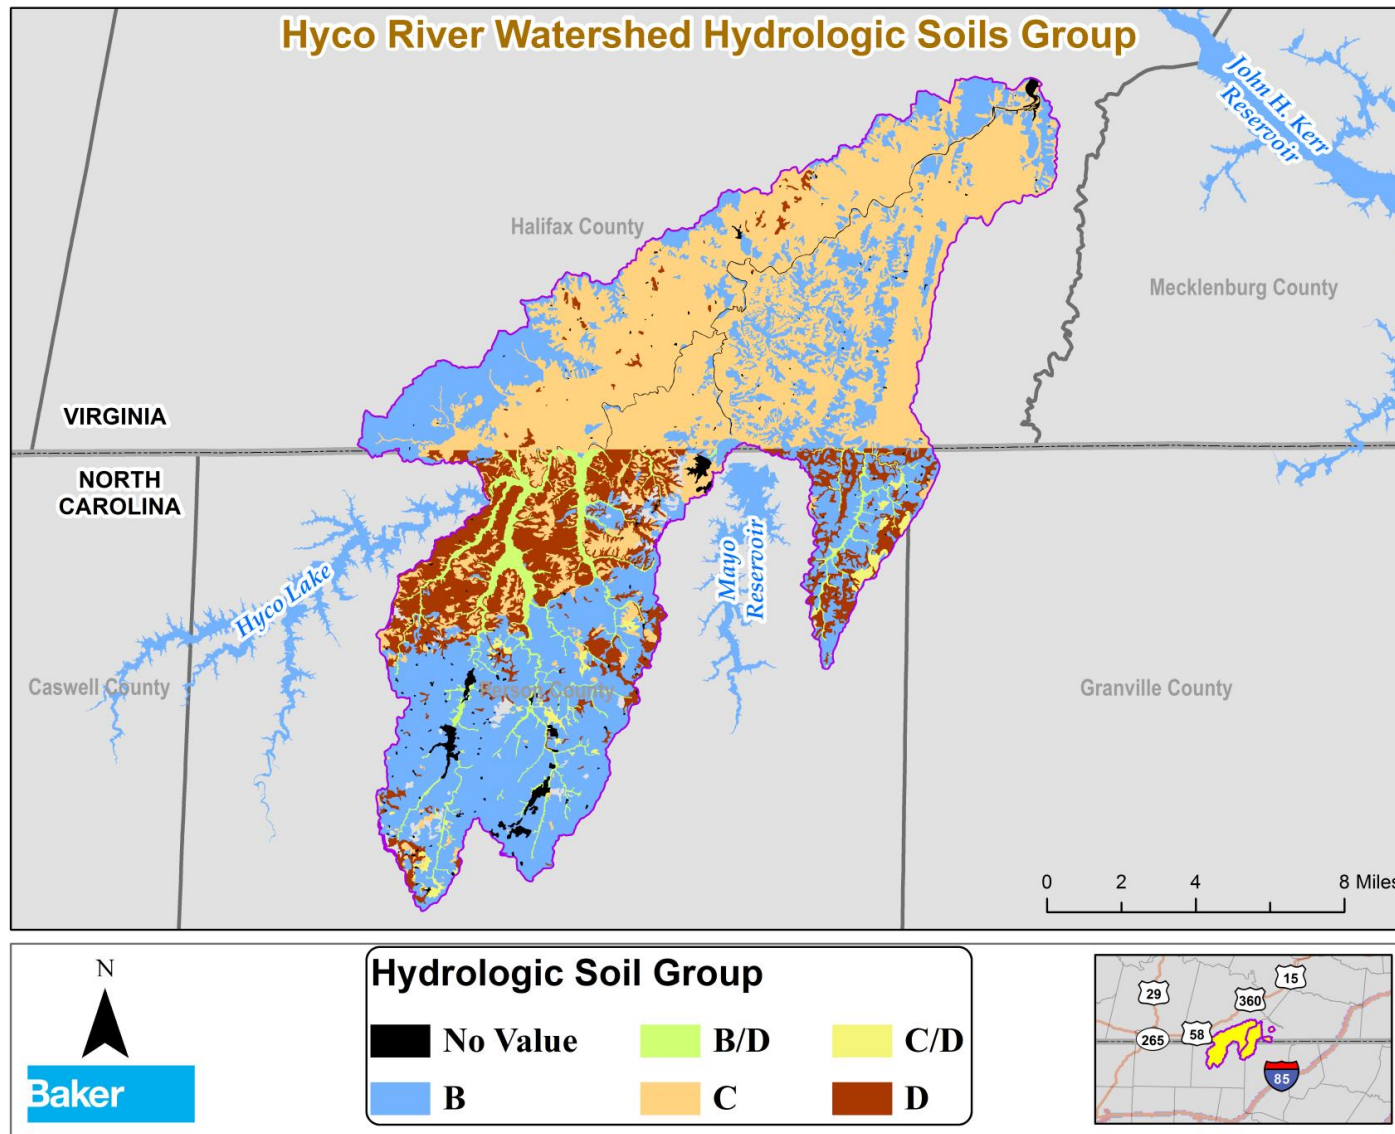 Hyco River Watershed Hydrologic Soils Group
John H. Kerr
Reservoir
Halifax County
Mecklenburg County
VIRGINIA
NORTH
CAROLINA
Mayo
Reservoir
Hyco Lake
Caswell County
Person County
Granville County
0 2 4 8 Miles
N
Baker
Hydrologic Soil Group
No Value
B/D
C/D
B
C
D
29
15
360
58
265
85